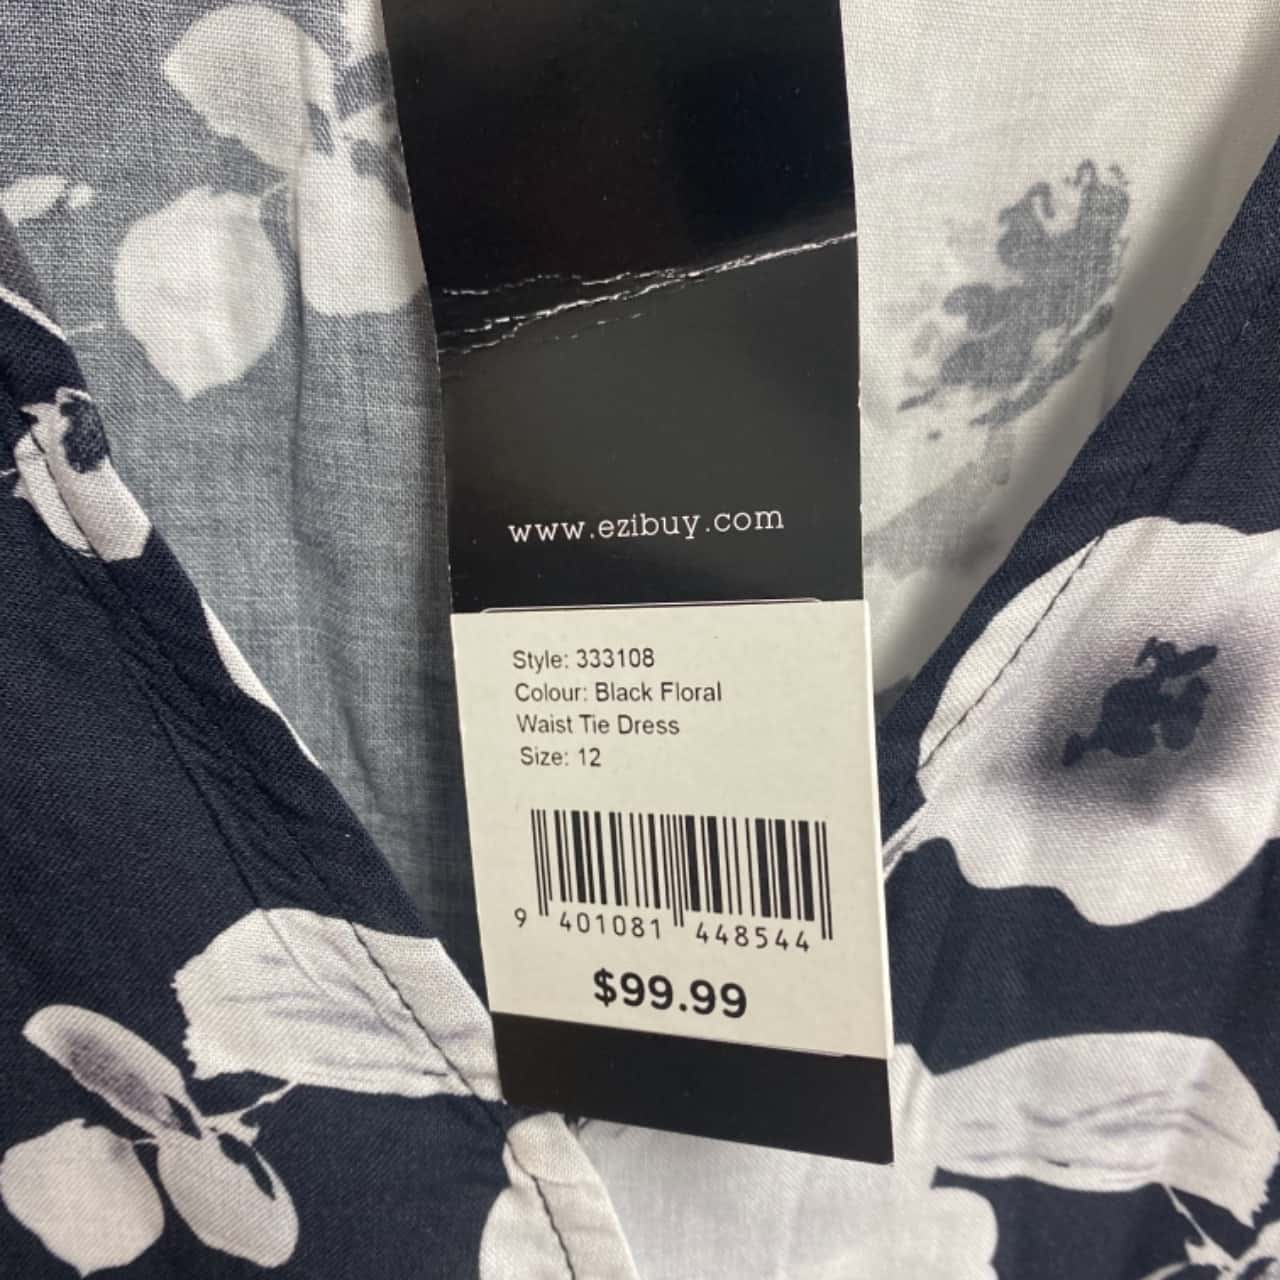 www.ezibuy.com
Style: 333108
Colour: Black Floral
Waist Tie Dress
Size: 12
9 401081 448544
$99.99